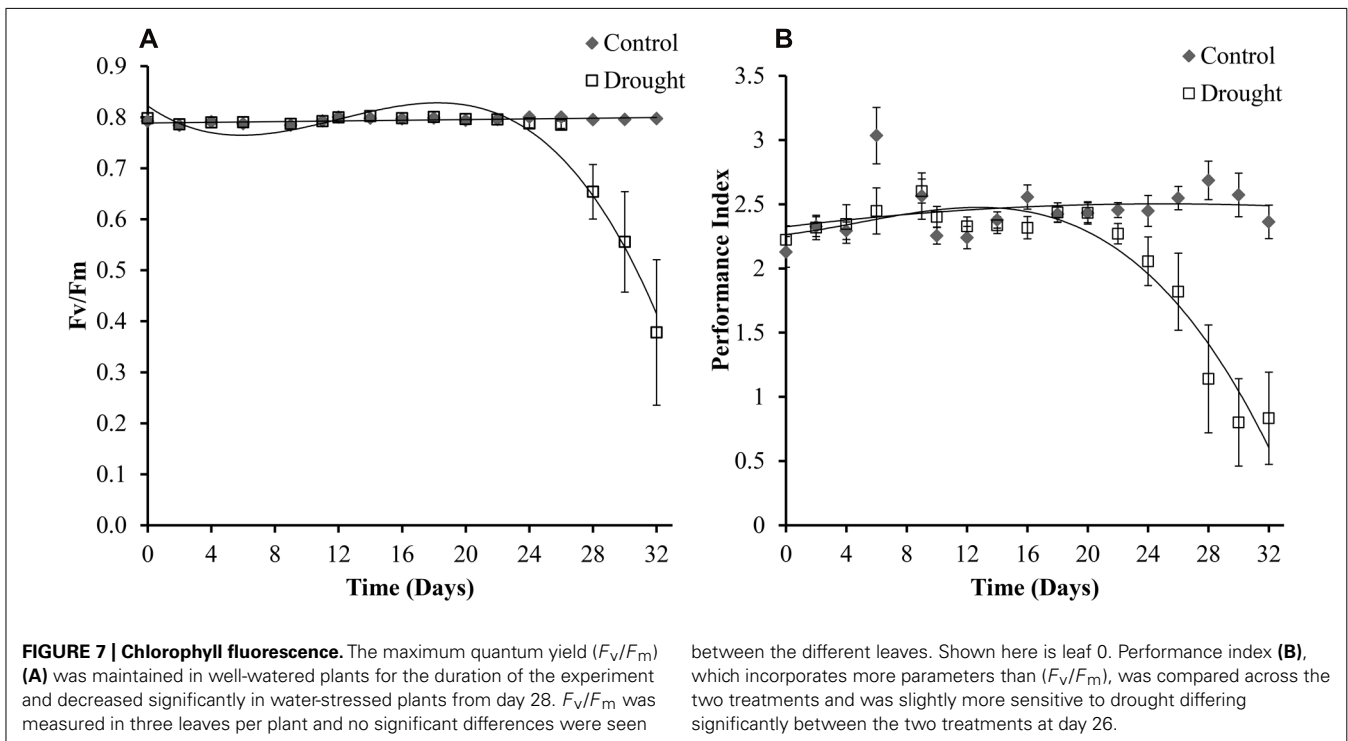 A
Control
Drought
0.9
0.8
0.7
0.6
0.5
0.4
0.3
0.2
0.1
0.0
Fv/Fm
0 4 8 12 16 20 24 28 32
Time (Days)
B
Control
Drought
3.5
3
2.5
2
1.5
1
0.5
0
Performance Index
0 4 8 12 16 20 24 28 32
Time (Days)
FIGURE 7 | Chlorophyll fluorescence. The maximum quantum yield (Fv/Fm)
(A) was maintained in well-watered plants for the duration of the experiment
and decreased significantly in water-stressed plants from day 28. Fv/Fm was
measured in three leaves per plant and no significant differences were seen
between the different leaves. Shown here is leaf 0. Performance index (B),
which incorporates more parameters than (Fv/Fm), was compared across the
two treatments and was slightly more sensitive to drought differing
significantly between the two treatments at day 26.